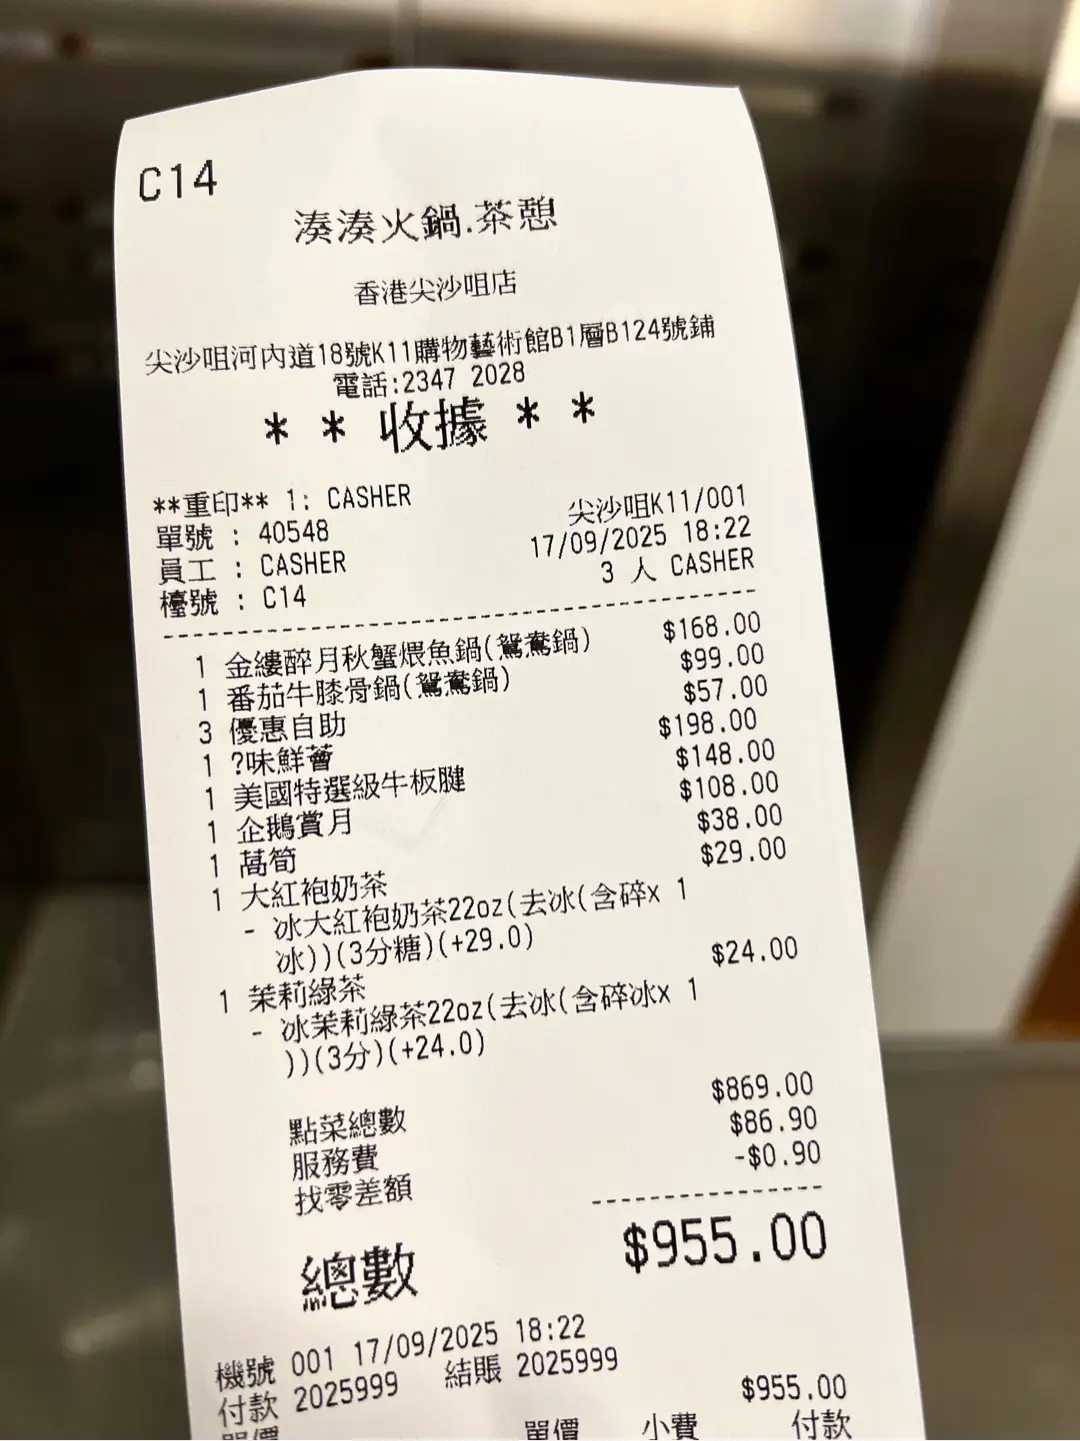 C14
湊湊火鍋.茶憩
香港尖沙咀店
尖沙咀河內道18號K11購物藝術館B1層B124號鋪
電話:2347 2028
* * 收據 * *
**重印** 1: CASHER 尖沙咀K11/001
單號 : 40548 17/09/2025 18:22
員工 : CASHER 3 人 CASHER
檯號 : C14
1 金縷醉月秋蟹煨魚鍋(鴛鴦鍋) $168.00
1 番茄牛膝骨鍋(鴛鴦鍋) $99.00
3 優惠自助 $57.00
1 ?味鮮薈 $198.00
1 美國特選級牛板腱 $148.00
1 企鵝賞月 $108.00
1 萵筍 $38.00
1 大紅袍奶茶 $29.00
- 冰大紅袍奶茶22oz(去冰(含碎x 1
冰))(3分糖)(+29.0)
1 茉莉綠茶 $24.00
- 冰茉莉綠茶22oz(去冰(含碎冰x 1
))(3分)(+24.0)
點菜總數 $869.00
服務費 $86.90
找零差額 -$0.90
總數 $955.00
機號 001 17/09/2025 18:22
付款 2025999 結賬 2025999
$955.00
單價 單價 小費 付款